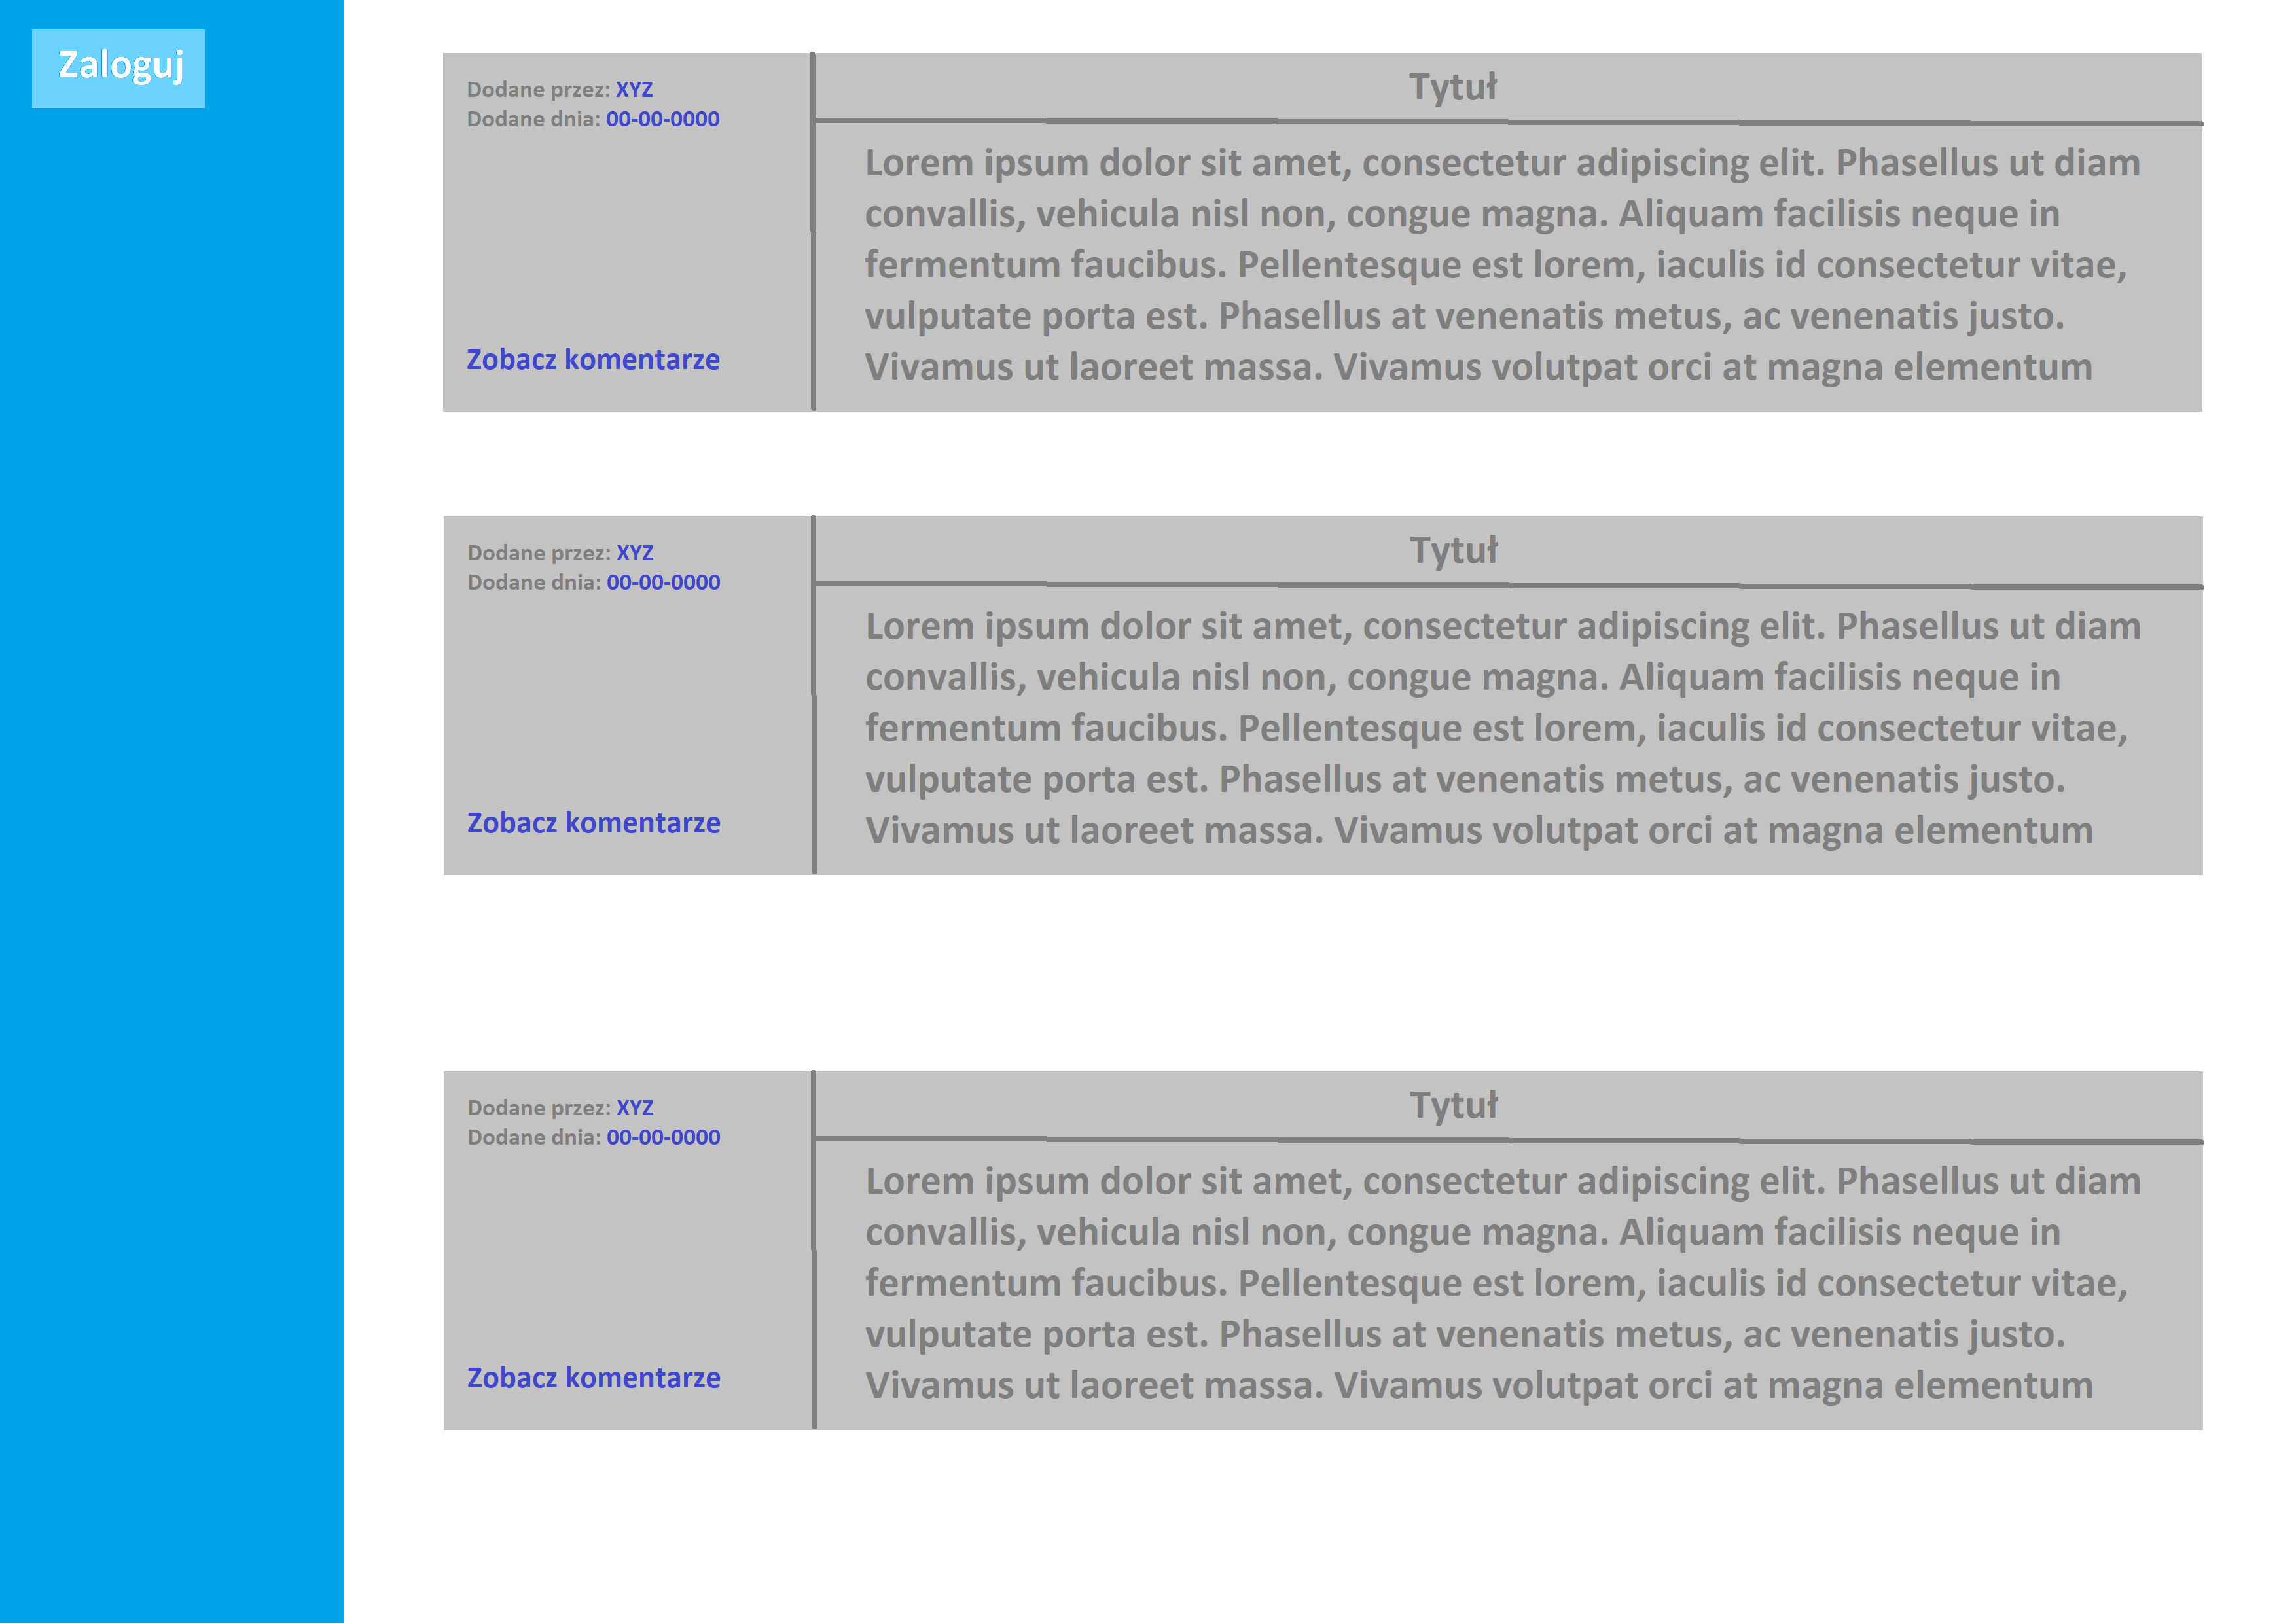 Zaloguj
Dodane przez: XYZ
Dodane dnia: 00-00-0000
Zobacz komentarze
Tytuł
Lorem ipsum dolor sit amet, consectetur adipiscing elit. Phasellus ut diam
convallis, vehicula nisl non, congue magna. Aliquam facilisis neque in
fermentum faucibus. Pellentesque est lorem, iaculis id consectetur vitae,
vulputate porta est. Phasellus at venenatis metus, ac venenatis justo.
Vivamus ut laoreet massa. Vivamus volutpat orci at magna elementum
Dodane przez: XYZ
Dodane dnia: 00-00-0000
Zobacz komentarze
Tytuł
Lorem ipsum dolor sit amet, consectetur adipiscing elit. Phasellus ut diam
convallis, vehicula nisl non, congue magna. Aliquam facilisis neque in
fermentum faucibus. Pellentesque est lorem, iaculis id consectetur vitae,
vulputate porta est. Phasellus at venenatis metus, ac venenatis justo.
Vivamus ut laoreet massa. Vivamus volutpat orci at magna elementum
Dodane przez: XYZ
Dodane dnia: 00-00-0000
Zobacz komentarze
Tytuł
Lorem ipsum dolor sit amet, consectetur adipiscing elit. Phasellus ut diam
convallis, vehicula nisl non, congue magna. Aliquam facilisis neque in
fermentum faucibus. Pellentesque est lorem, iaculis id consectetur vitae,
vulputate porta est. Phasellus at venenatis metus, ac venenatis justo.
Vivamus ut laoreet massa. Vivamus volutpat orci at magna elementum